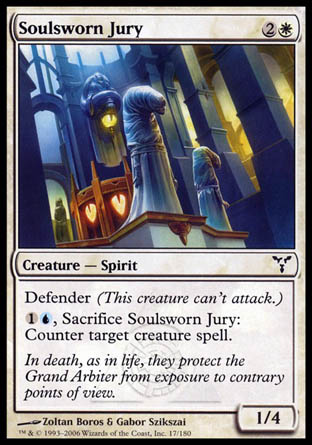 Soulsworn Jury 2
Creature — Spirit
Defender (This creature can't attack.)
1, Sacrifice Soulsworn Jury:
Counter target creature spell.
In death, as in life, they protect the
Grand Arbiter from exposure to contrary
points of view.
Zoltan Boros & Gabor Szikszai
™ & © 1993–2006 Wizards of the Coast, Inc. 17/180
1/4